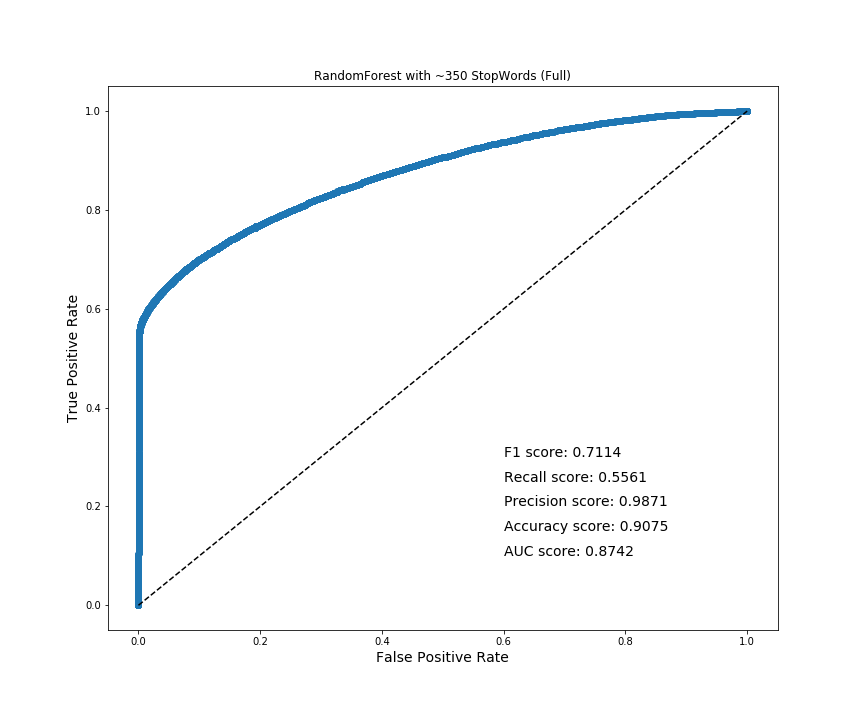 RandomForest with ~350 StopWords (Full)
1.0
0.8
0.6
0.4
0.2
0.0
True Positive Rate
F1 score: 0.7114
Recall score: 0.5561
Precision score: 0.9871
Accuracy score: 0.9075
AUC score: 0.8742
0.0 0.2 0.4 0.6 0.8 1.0
False Positive Rate